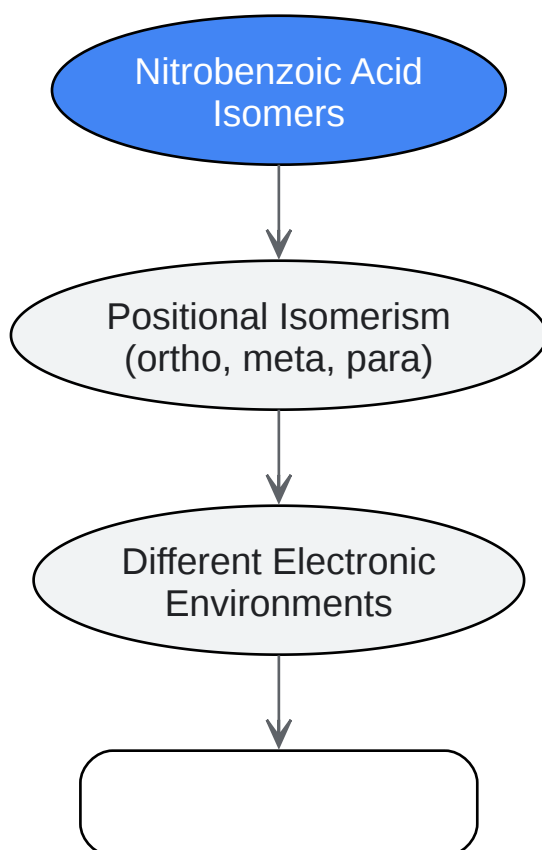 Nitrobenzoic Acid
Isomers
Positional Isomerism
(ortho, meta, para)
Different Electronic
Environments